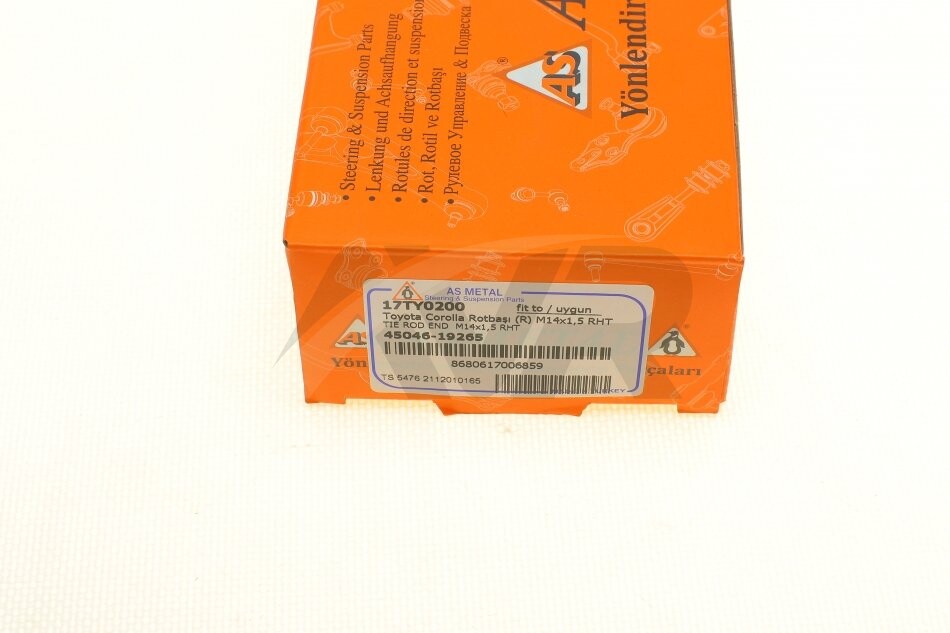 • Steering & Suspension Parts
• Lenkung und Achsaufhangung
• Rotules de direction et suspension
• Rot, Rotil ve Rotbaşı
• Рулевое Управление & Подвеска
AS
®
A
Yönlendir
AS METAL
Steering & Suspension Parts
17TY0200 fit to / uygun
Toyota Corolla Rotbaşı (R) M14x1,5 RHT
TIE ROD END M14x1,5 RHT
45046-19265
8680617006859
TS 5476 2112010165
AS
Yön
çaları